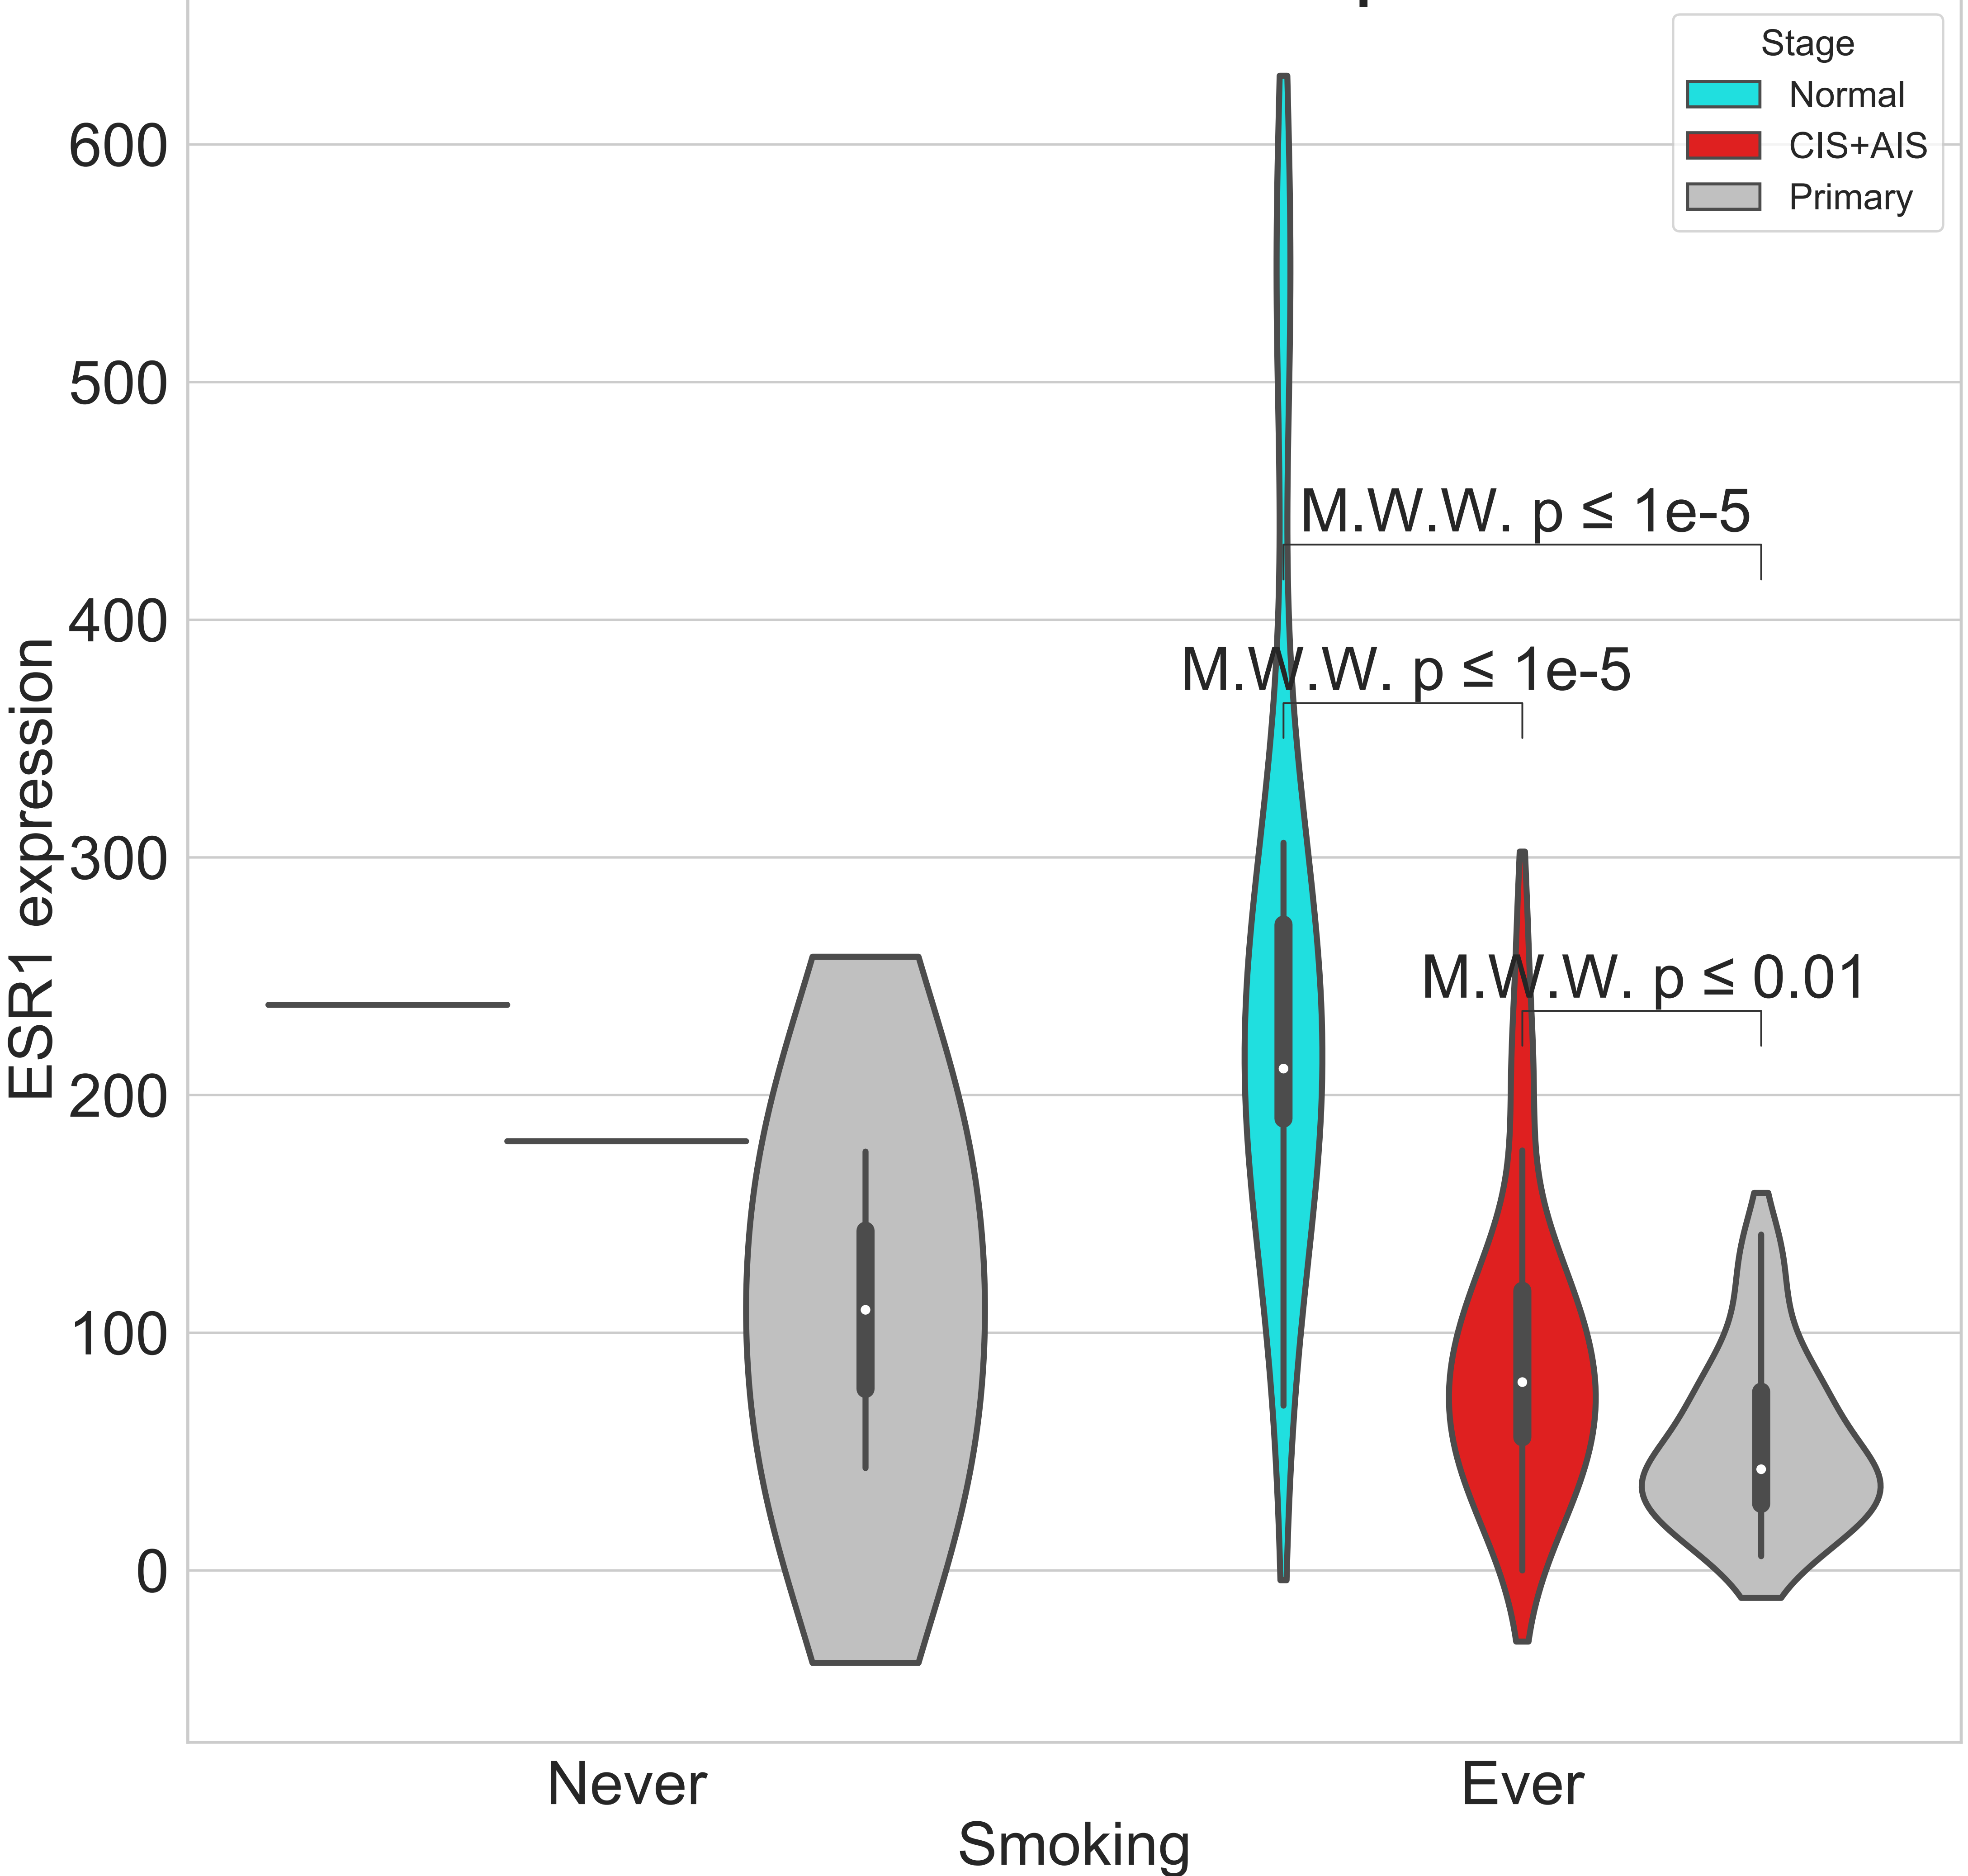 Stage
Normal
CIS+AIS
Primary
600
500
400
300
200
100
0
ESR1 expression
M.W.W. p ≤ 1e-5
M.W.W. p ≤ 1e-5
M.W.W. p ≤ 0.01
Never
Ever
Smoking